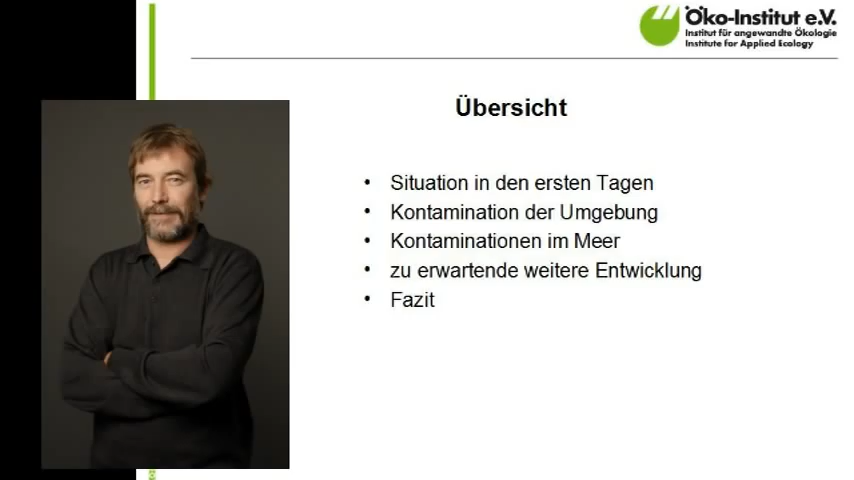 Öko-Institut e.V.
Institut für angewandte Ökologie
Institute for Applied Ecology
Übersicht
• Situation in den ersten Tagen
• Kontamination der Umgebung
• Kontaminationen im Meer
• zu erwartende weitere Entwicklung
• Fazit